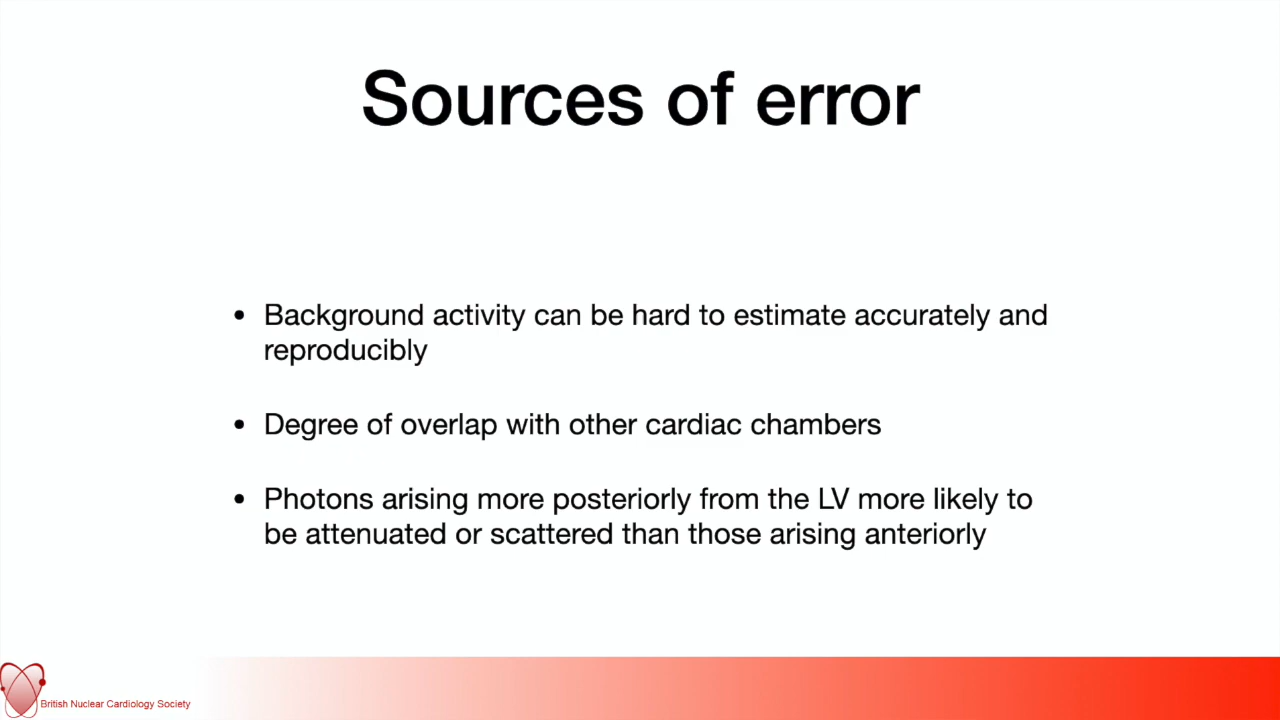 Sources of error
• Background activity can be hard to estimate accurately and
reproducibly
• Degree of overlap with other cardiac chambers
• Photons arising more posteriorly from the LV more likely to
be attenuated or scattered than those arising anteriorly
British Nuclear Cardiology Society